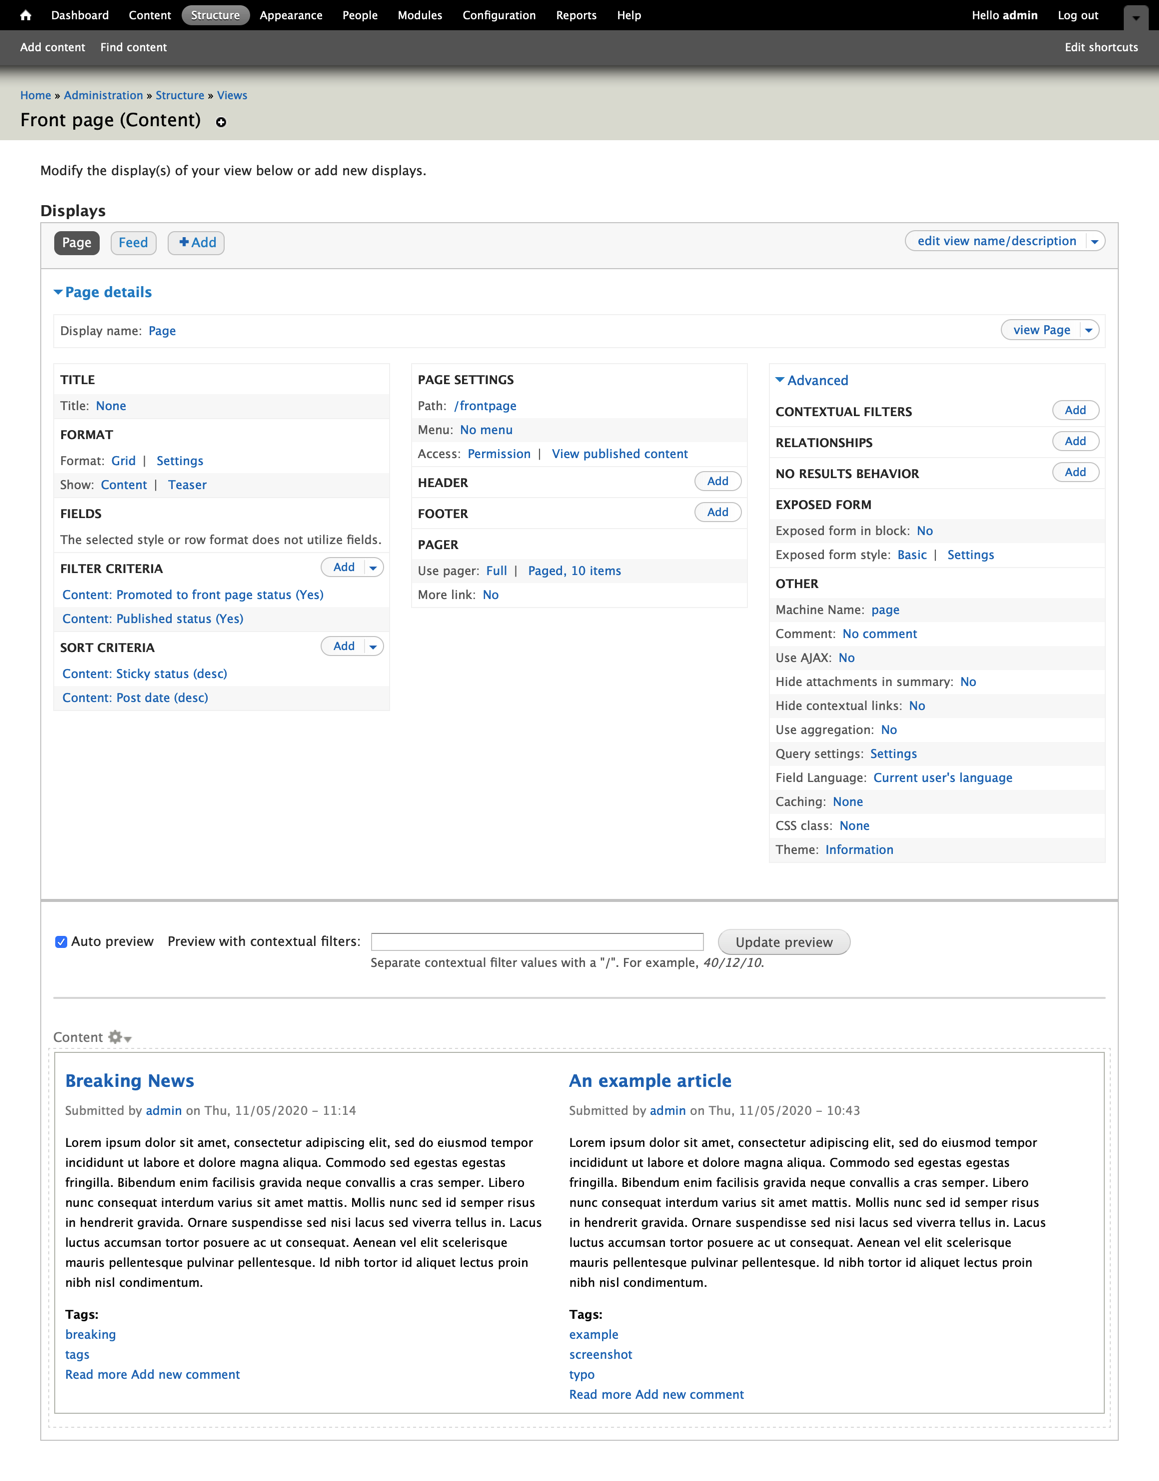 Dashboard Content Structure Appearance People Modules Configuration Reports Help Hello admin Log out
Add content Find content Edit shortcuts
Home » Administration » Structure » Views
Front page (Content)
Modify the display(s) of your view below or add new displays.
Displays
Page Feed +Add edit view name/description
Page details
Display name: Page view Page
TITLE
Title: None
FORMAT
Format: Grid | Settings
Show: Content | Teaser
FIELDS
The selected style or row format does not utilize fields.
FILTER CRITERIA Add
Content: Promoted to front page status (Yes)
Content: Published status (Yes)
SORT CRITERIA Add
Content: Sticky status (desc)
Content: Post date (desc)
PAGE SETTINGS
Path: /frontpage
Menu: No menu
Access: Permission | View published content
HEADER Add
FOOTER Add
PAGER
Use pager: Full | Paged, 10 items
More link: No
Advanced
CONTEXTUAL FILTERS Add
RELATIONSHIPS Add
NO RESULTS BEHAVIOR Add
EXPOSED FORM
Exposed form in block: No
Exposed form style: Basic | Settings
OTHER
Machine Name: page
Comment: No comment
Use AJAX: No
Hide attachments in summary: No
Hide contextual links: No
Use aggregation: No
Query settings: Settings
Field Language: Current user's language
Caching: None
CSS class: None
Theme: Information
Auto preview Preview with contextual filters: Update preview
Separate contextual filter values with a "/". For example, 40/12/10.
Content
Breaking News
Submitted by admin on Thu, 11/05/2020 - 11:14
Lorem ipsum dolor sit amet, consectetur adipiscing elit, sed do eiusmod tempor
incididunt ut labore et dolore magna aliqua. Commodo sed egestas egestas
fringilla. Bibendum enim facilisis gravida neque convallis a cras semper. Libero
nunc consequat interdum varius sit amet mattis. Mollis nunc sed id semper risus
in hendrerit gravida. Ornare suspendisse sed nisi lacus sed viverra tellus in. Lacus
luctus accumsan tortor posuere ac ut consequat. Aenean vel elit scelerisque
mauris pellentesque pulvinar pellentesque. Id nibh tortor id aliquet lectus proin
nibh nisl condimentum.
Tags:
breaking
tags
Read more Add new comment
An example article
Submitted by admin on Thu, 11/05/2020 - 10:43
Lorem ipsum dolor sit amet, consectetur adipiscing elit, sed do eiusmod tempor
incididunt ut labore et dolore magna aliqua. Commodo sed egestas egestas
fringilla. Bibendum enim facilisis gravida neque convallis a cras semper. Libero
nunc consequat interdum varius sit amet mattis. Mollis nunc sed id semper risus
in hendrerit gravida. Ornare suspendisse sed nisi lacus sed viverra tellus in. Lacus
luctus accumsan tortor posuere ac ut consequat. Aenean vel elit scelerisque
mauris pellentesque pulvinar pellentesque. Id nibh tortor id aliquet lectus proin
nibh nisl condimentum.
Tags:
example
screenshot
typo
Read more Add new comment